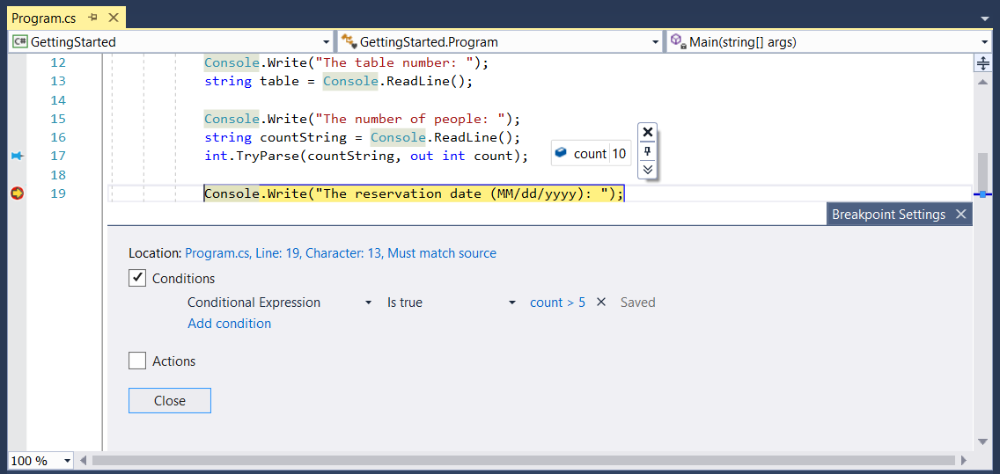 Program.cs
C# GettingStarted GettingStarted.Program Main(string[] args)
12 Console.Write("The table number: ");
13 string table = Console.ReadLine();
14
15 Console.Write("The number of people: ");
16 string countString = Console.ReadLine();
17 int.TryParse(countString, out int count); count 10
18
19 Console.Write("The reservation date (MM/dd/yyyy): ");
Breakpoint Settings
Location: Program.cs, Line: 19, Character: 13, Must match source
Conditions
Conditional Expression Is true count > 5 Saved
Add condition
Actions
Close
100 %